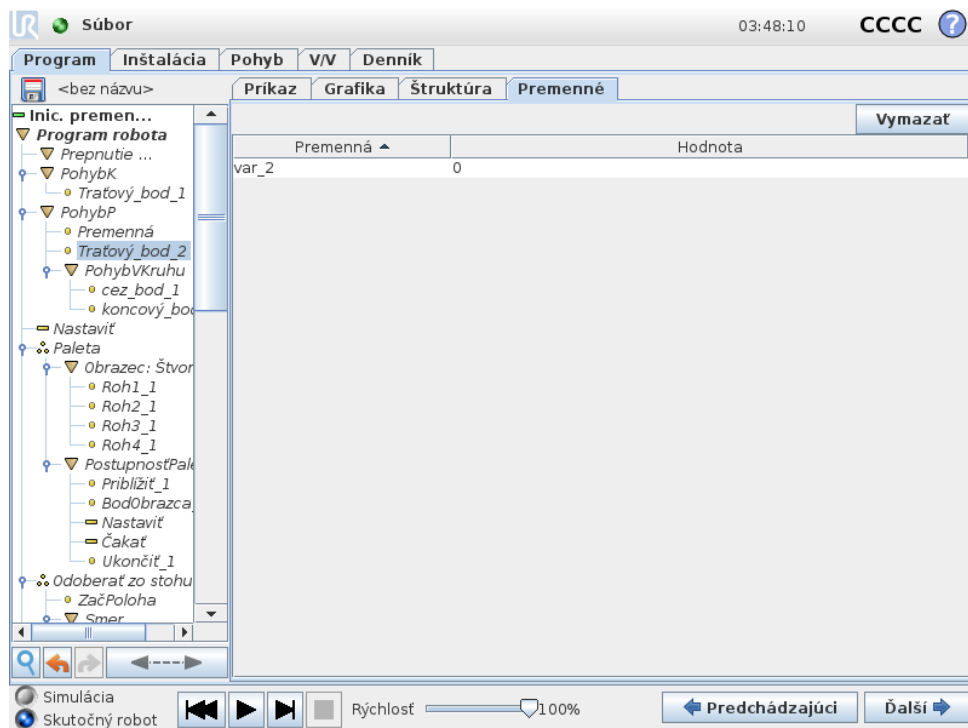 UR Súbor 03:48:10 CCCC ?
Program Inštalácia Pohyb V/V Denník
<bez názvu>
Príkaz Grafika Štruktúra Premenné
Inic. premen...
Program robota
Prepnutie ...
PohybK
Traťový_bod_1
PohybP
Premenná
Traťový_bod_2
PohybVKruhu
cez_bod_1
koncový_bod
Nastaviť
Paleta
Obrazec: Štvor
Roh1_1
Roh2_1
Roh3_1
Roh4_1
PostupnosťPale
Priblížiť_1
BodObrazca_
Nastaviť
Čakať
Ukončiť_1
Odoberať zo stohu
ZačPoloha
Smer
Vymazať
Premenná Hodnota
var_2 0
Simulácia
Skutočný robot
Rýchlosť 100%
Predchádzajúci Ďalší